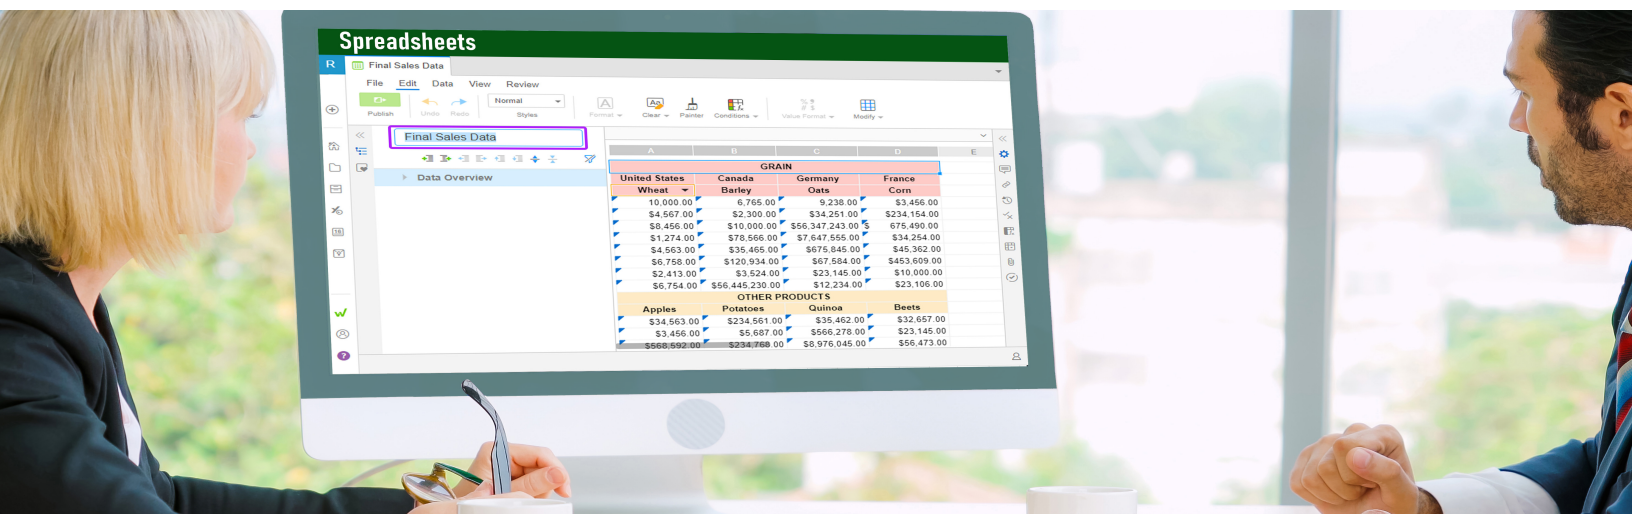 Spreadsheets
R Final Sales Data
File Edit Data View Review
Normal
Publish Undo Redo Styles Format Clear Painter Conditions Value Format Modify
Final Sales Data
A B C D E
Data Overview
GRAIN
United States Canada Germany France
Wheat Barley Oats Corn
10,000.00 6,765.00 9,238.00 $3,456.00
$4,567.00 $2,300.00 $34,251.00 $234,154.00
$8,456.00 $10,000.00 $56,347,243.00 $ 675,490.00
$1,274.00 $78,566.00 $7,647,555.00 $34,254.00
$4,563.00 $35,465.00 $675,845.00 $45,362.00
$6,758.00 $120,934.00 $67,584.00 $453,609.00
$2,413.00 $3,524.00 $23,145.00 $10,000.00
$6,754.00 $56,445,230.00 $12,234.00 $23,106.00
OTHER PRODUCTS
Apples Potatoes Quinoa Beets
$34,563.00 $234,561.00 $35,462.00 $32,657.00
$3,456.00 $5,687.00 $566,278.00 $23,145.00
$568,592.00 $234,768.00 $8,976,045.00 $56,473.00